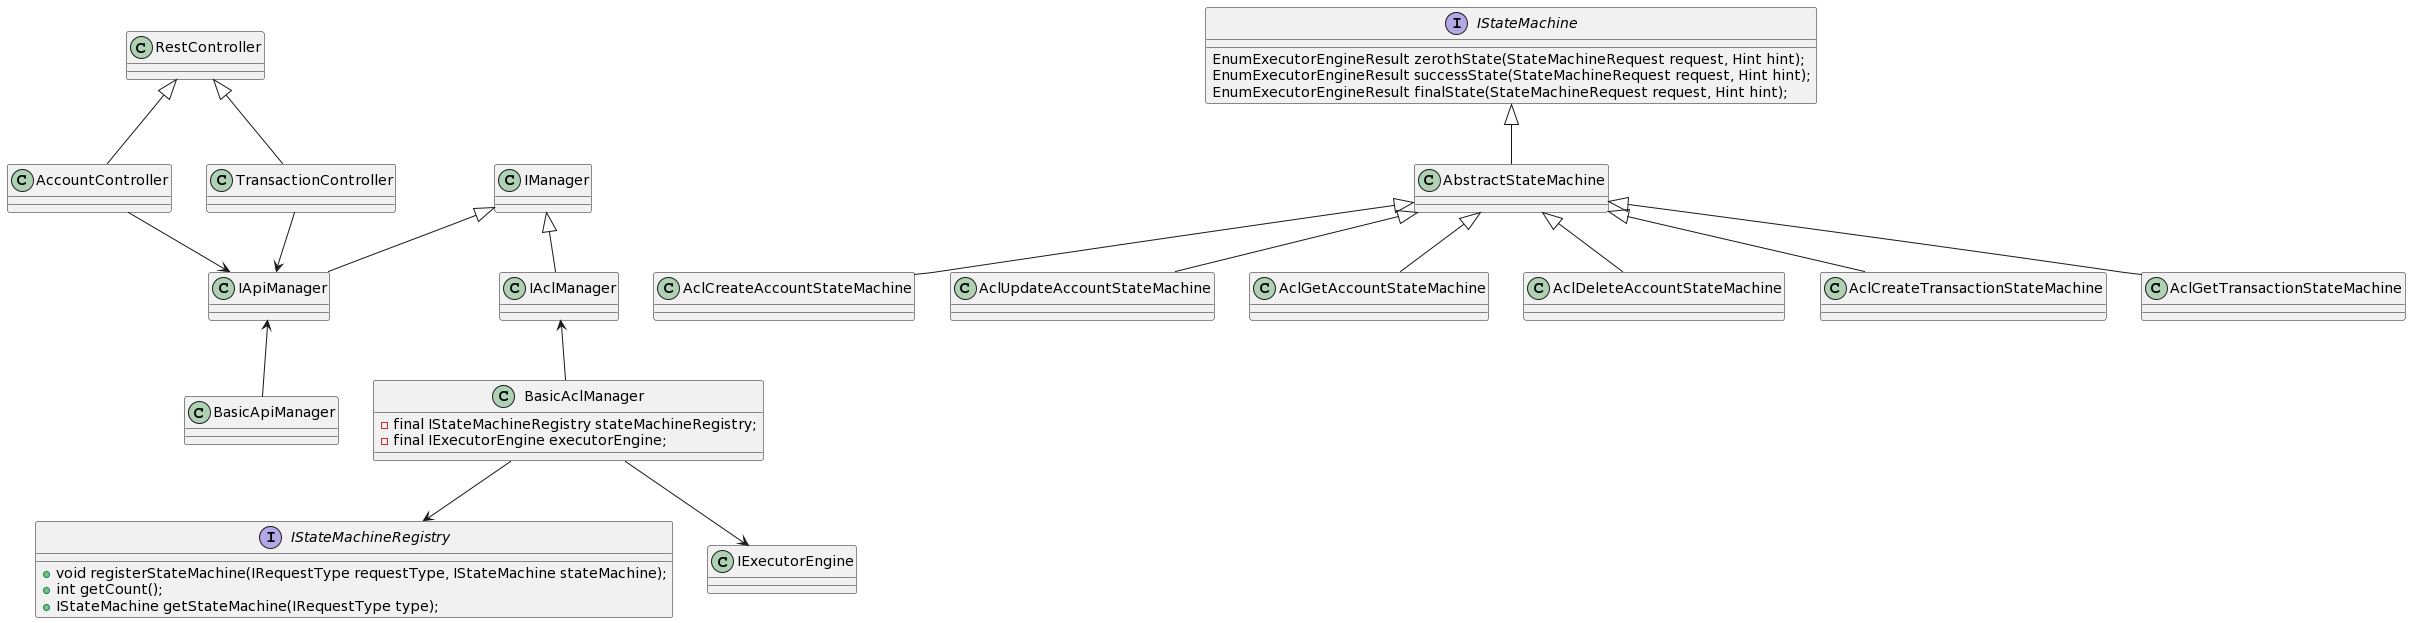 I IStateMachine
EnumExecutorEngineResult zerothState(StateMachineRequest request, Hint hint);
EnumExecutorEngineResult successState(StateMachineRequest request, Hint hint);
EnumExecutorEngineResult finalState(StateMachineRequest request, Hint hint);
C RestController
C AccountController
C TransactionController
C IManager
C AbstractStateMachine
C IApiManager
C IAclManager
C AclCreateAccountStateMachine
C AclUpdateAccountStateMachine
C AclGetAccountStateMachine
C AclDeleteAccountStateMachine
C AclCreateTransactionStateMachine
C AclGetTransactionStateMachine
C BasicApiManager
C BasicAclManager
final IStateMachineRegistry stateMachineRegistry;
final IExecutorEngine executorEngine;
I IStateMachineRegistry
void registerStateMachine(IRequestType requestType, IStateMachine stateMachine);
int getCount();
IStateMachine getStateMachine(IRequestType type);
C IExecutorEngine